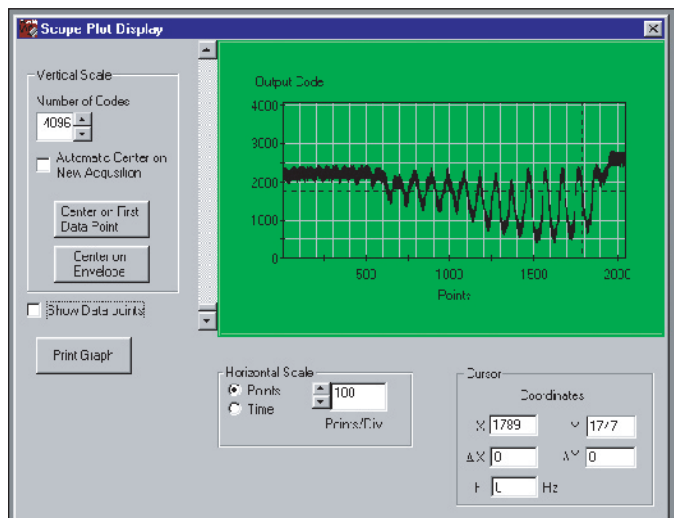 Scope Plot Display
Vertical Scale
Number of Codes
4096
Automatic Center on
New Acquisition
Center on First
Data Point
Center on
Envelope
Show Data points
Print Graph
Output Code
4000
3000
2000
1000
0
500
1000
1500
2000
Points
Horizontal Scale
Points
Time
100
Points/Div
Cursor
Coordinates
X 1789
Y 1747
ΔX 0
ΔY 0
Hz